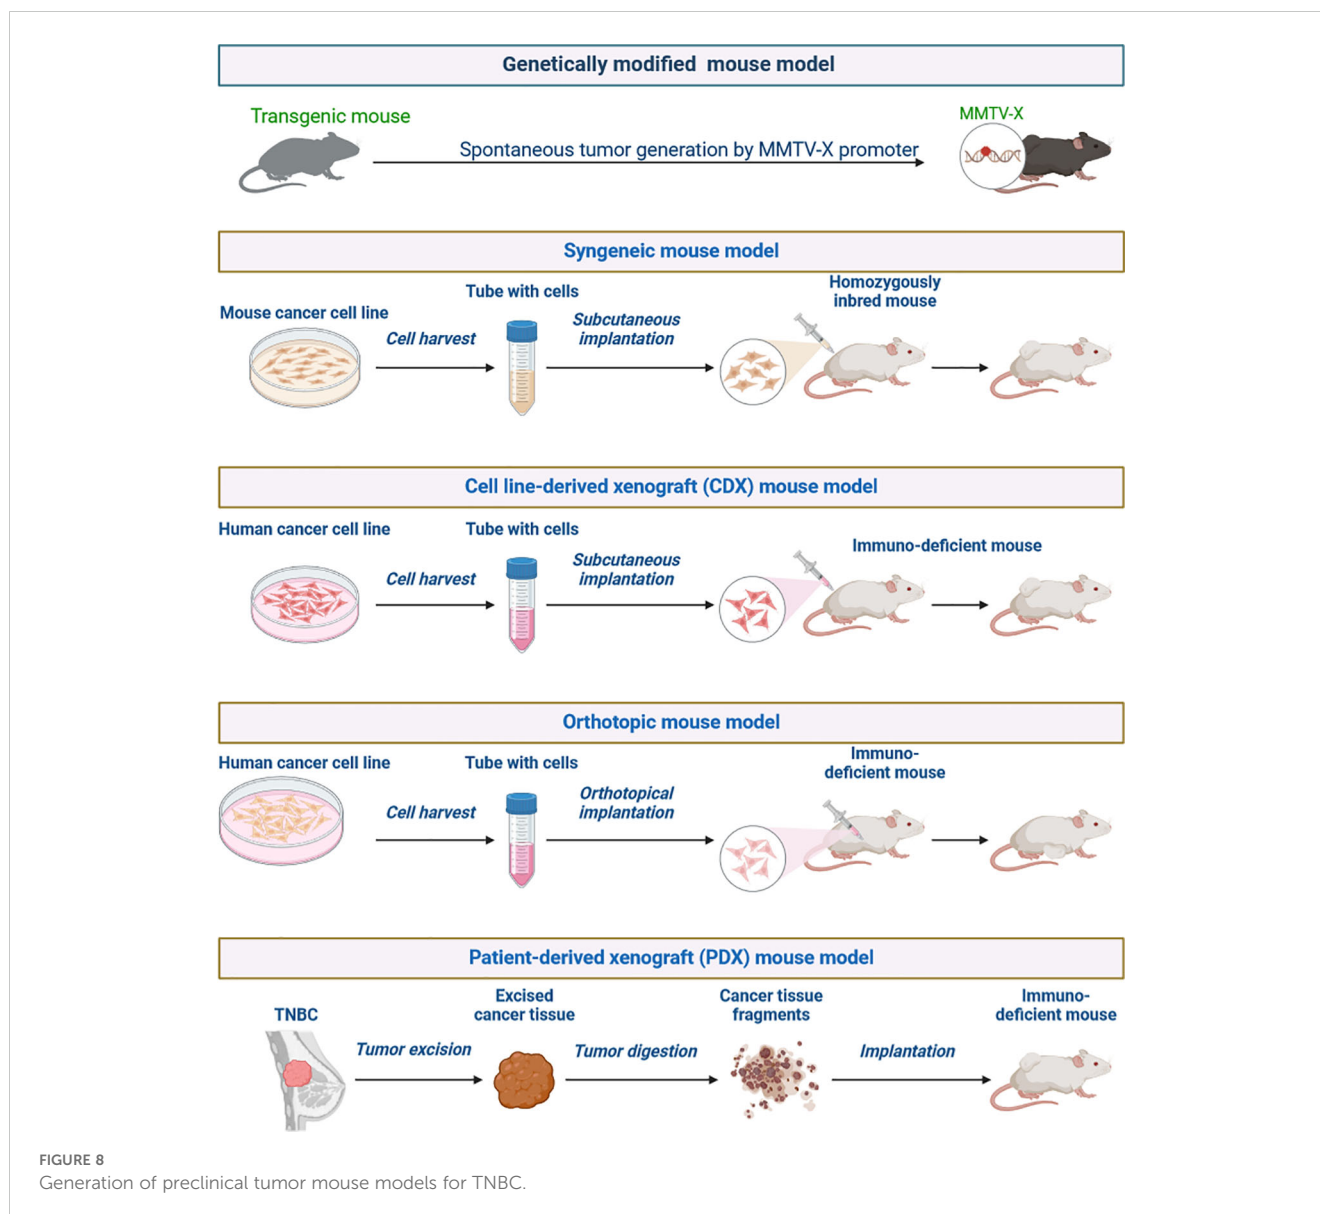 Genetically modified mouse model
Transgenic mouse
MMTV-X
Spontaneous tumor generation by MMTV-X promoter
Syngeneic mouse model
Mouse cancer cell line
Cell harvest
Tube with cells
Subcutaneous
implantation
Homozygously
inbred mouse
Cell line-derived xenograft (CDX) mouse model
Human cancer cell line
Cell harvest
Tube with cells
Subcutaneous
implantation
Immuno-deficient mouse
Orthotopic mouse model
Human cancer cell line
Cell harvest
Tube with cells
Orthotopical
implantation
Immuno-
deficient mouse
Patient-derived xenograft (PDX) mouse model
TNBC
Tumor excision
Excised
cancer tissue
Tumor digestion
Cancer tissue
fragments
Implantation
Immuno-
deficient mouse
FIGURE 8
Generation of preclinical tumor mouse models for TNBC.